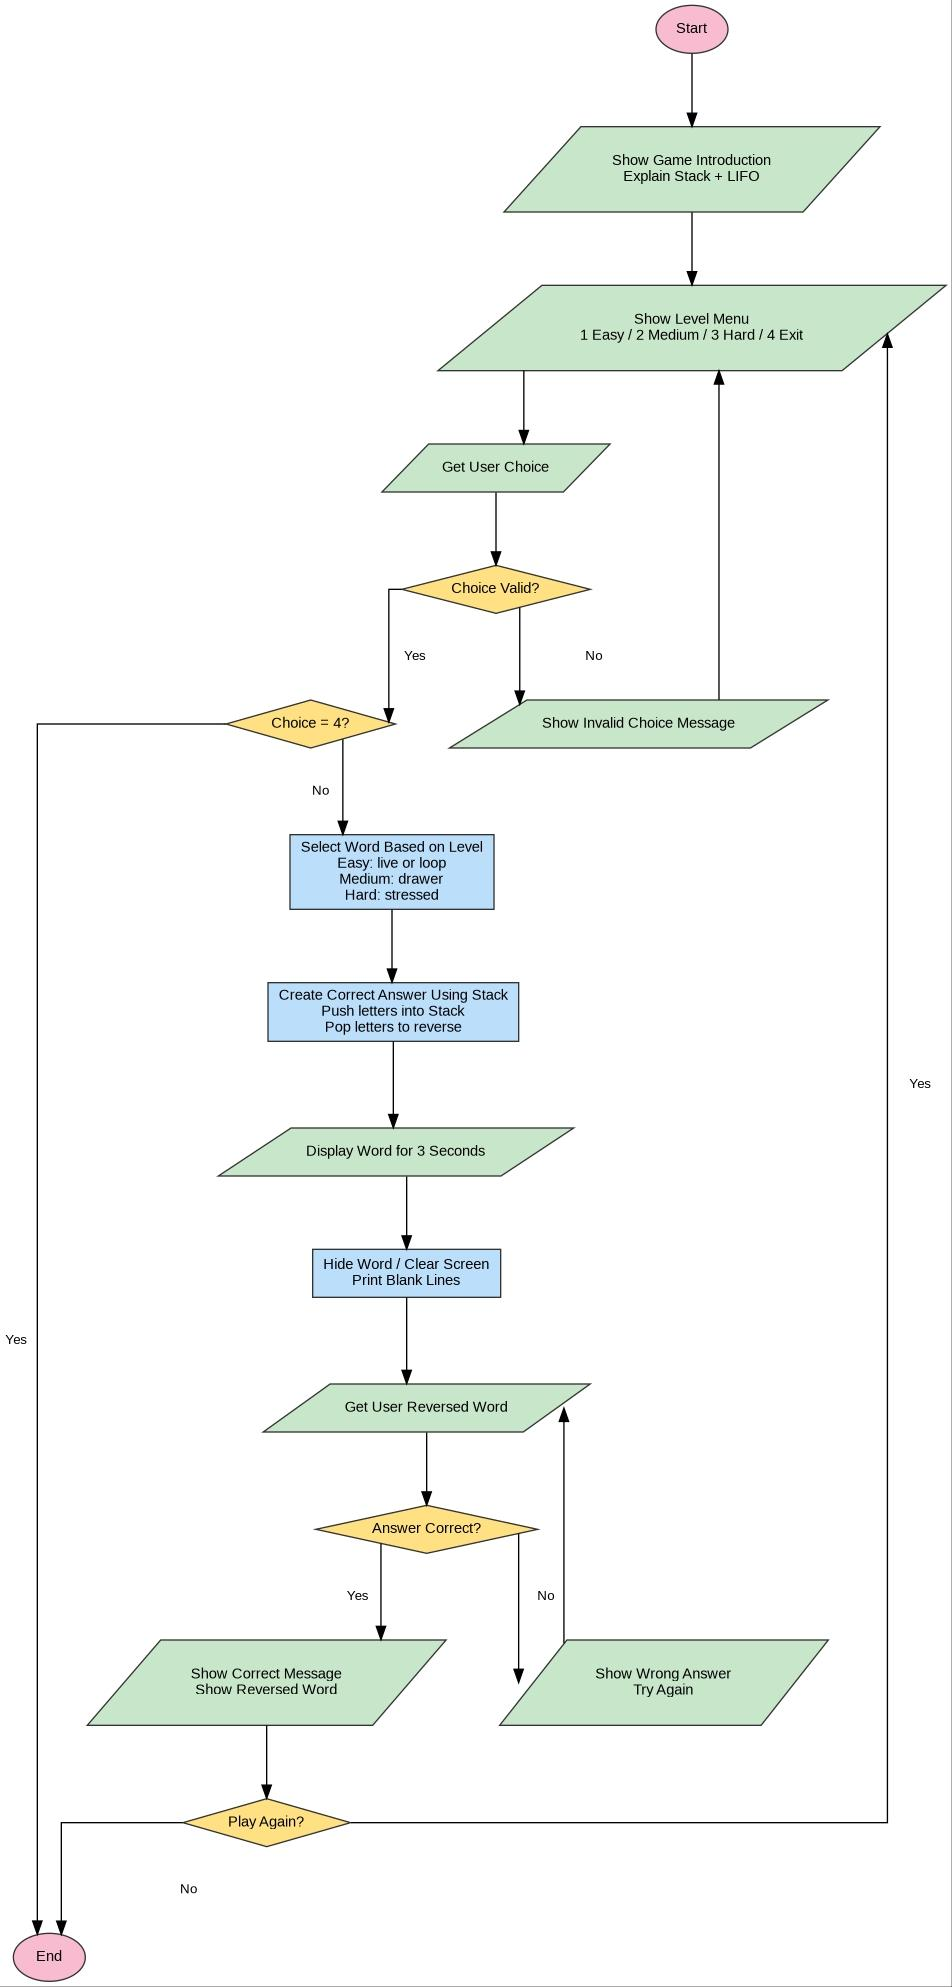 Start
Show Game Introduction
Explain Stack + LIFO
Show Level Menu
1 Easy / 2 Medium / 3 Hard / 4 Exit
Get User Choice
Choice Valid?
Yes
No
Choice = 4?
Show Invalid Choice Message
No
Select Word Based on Level
Easy: live or loop
Medium: drawer
Hard: stressed
Create Correct Answer Using Stack
Push letters into Stack
Pop letters to reverse
Yes
Display Word for 3 Seconds
Hide Word / Clear Screen
Print Blank Lines
Yes
Get User Reversed Word
Answer Correct?
Yes
No
Show Correct Message
Show Reversed Word
Show Wrong Answer
Try Again
Play Again?
No
End